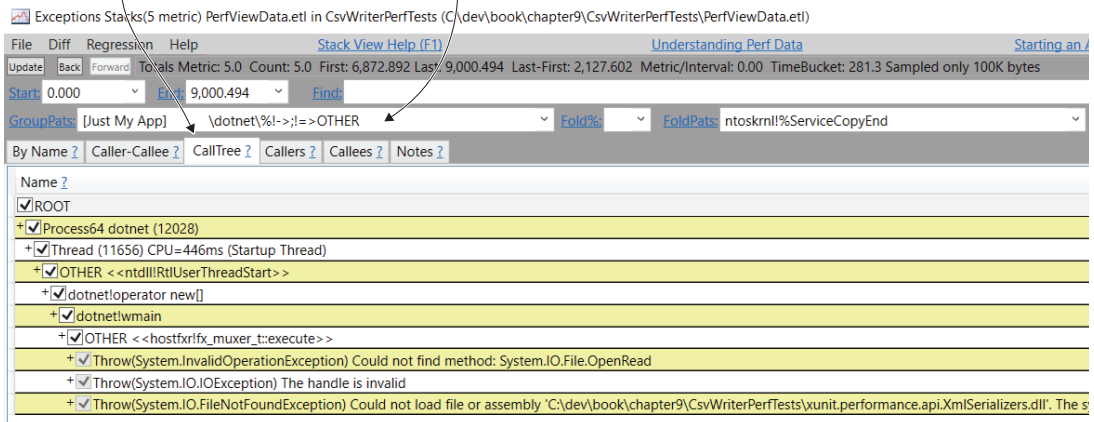 Exceptions Stacks(5 metric) PerfViewData.etl in CsvWriterPerfTests (C:\dev\book\chapter9\CsvWriterPerfTests\PerfViewData.etl)
File Diff Regression Help Stack View Help (F1) Understanding Perf Data Starting an A
Update Back Forward Totals Metric: 5.0 Count: 5.0 First: 6,872.892 Last: 9,000.494 Last-First: 2,127.602 Metric/Interval: 0.00 TimeBucket: 281.3 Sampled only 100K bytes
Start: 0.000 End: 9,000.494 Find:
GroupPats: [Just My App] \dotnet\%!->;!=>OTHER Fold%: FoldPats: ntoskrnl!%ServiceCopyEnd
By Name ? Caller-Callee ? CallTree ? Callers ? Callees ? Notes ?
Name ?
ROOT
+ Process64 dotnet (12028)
+ Thread (11656) CPU=446ms (Startup Thread)
+ OTHER <<ntdll!RtlUserThreadStart>>
+ dotnet!operator new[]
+ dotnet!wmain
+ OTHER <<hostfxr!fx_muxer_t::execute>>
+ Throw(System.InvalidOperationException) Could not find method: System.IO.File.OpenRead
+ Throw(System.IO.IOException) The handle is invalid
+ Throw(System.IO.FileNotFoundException) Could not load file or assembly 'C:\dev\book\chapter9\CsvWriterPerfTests\xunit.performance.api.XmlSerializers.dll'. The s